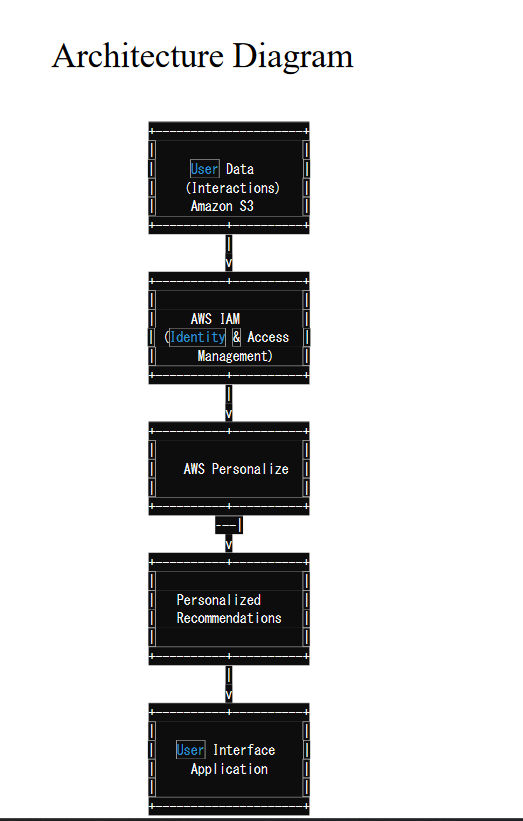 Architecture Diagram
User Data
(Interactions)
Amazon S3
v
AWS IAM
(Identity & Access
Management)
v
AWS Personalize
---|
v
Personalized
Recommendations
v
User Interface
Application